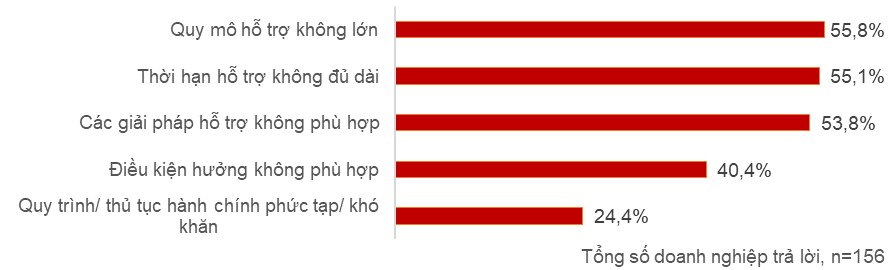 Quy mô hỗ trợ không lớn
55,8%
Thời hạn hỗ trợ không đủ dài
55,1%
Các giải pháp hỗ trợ không phù hợp
53,8%
Điều kiện hưởng không phù hợp
40,4%
Quy trình/ thủ tục hành chính phức tạp/ khó
khăn
24,4%
Tổng số doanh nghiệp trả lời, n=156